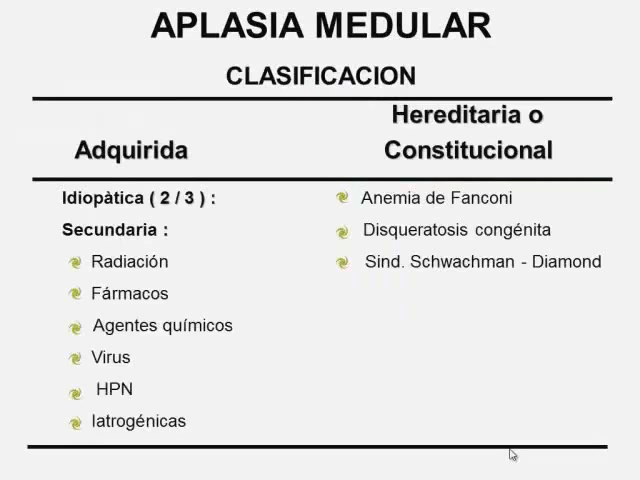 APLASIA MEDULAR
CLASIFICACION
Adquirida
Hereditaria o
Constitucional
Idiopàtica ( 2 / 3 ) :
Secundaria :
Radiación
Fármacos
Agentes químicos
Virus
HPN
Iatrogénicas
Anemia de Fanconi
Disqueratosis congénita
Sind. Schwachman - Diamond